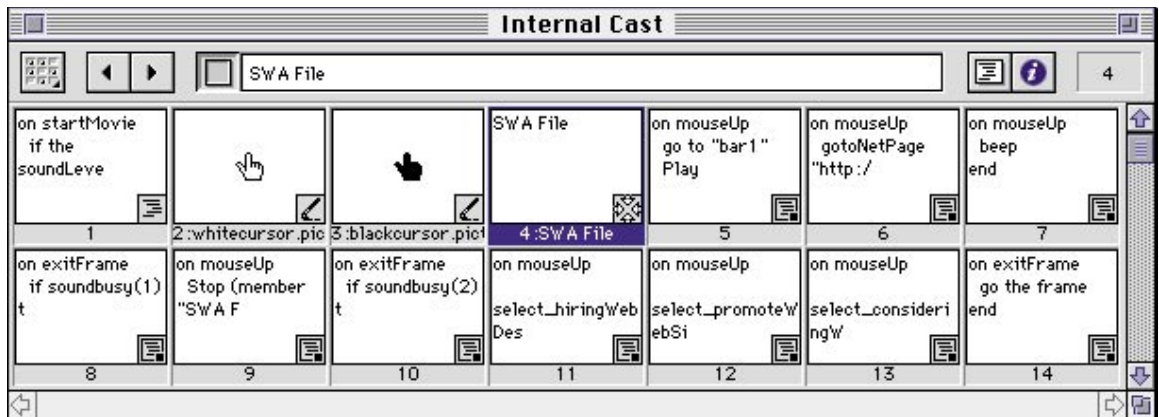 Internal Cast
SWA File
4
on startMovie
if the
soundLeve
1
2:whitecursor.pic
3:blackcursor.pict
SWA File
4:SWA File
on mouseUp
go to "bar1"
Play
5
on mouseUp
gotoNetPage
"http:/
6
on mouseUp
beep
end
7
on exitFrame
if soundbusy(1)
t
8
on mouseUp
Stop (member
"SWA F
9
on exitFrame
if soundbusy(2)
t
10
on mouseUp
select_hiringWeb
Des
11
on mouseUp
select_promoteW
ebSi
12
on mouseUp
select_consideri
ngW
13
on exitFrame
go the frame
end
14